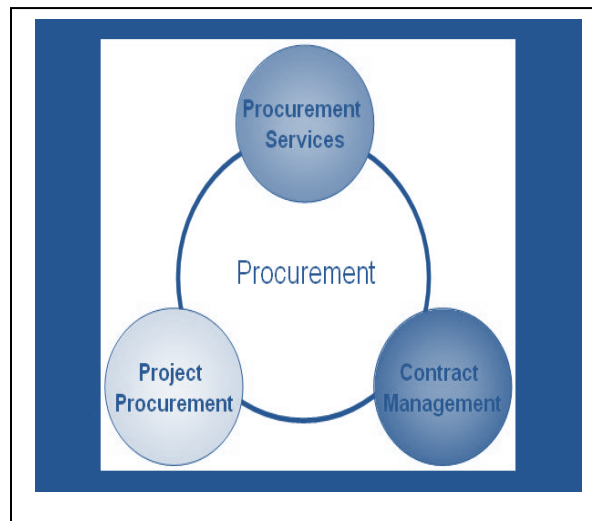 Procurement
Services
Procurement
Project
Procurement
Contract
Management